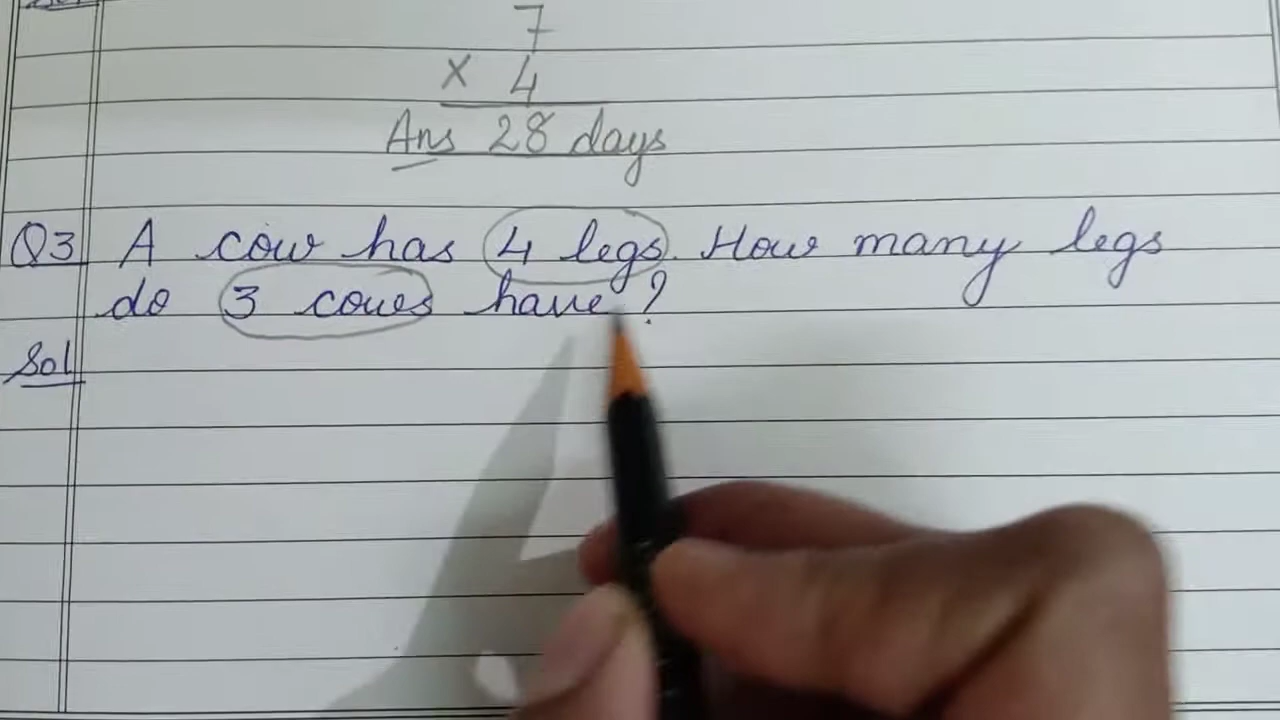 7
× 4
Ans 28 days
Q3 A cow has 4 legs. How many legs
do 3 cows have?
Sol